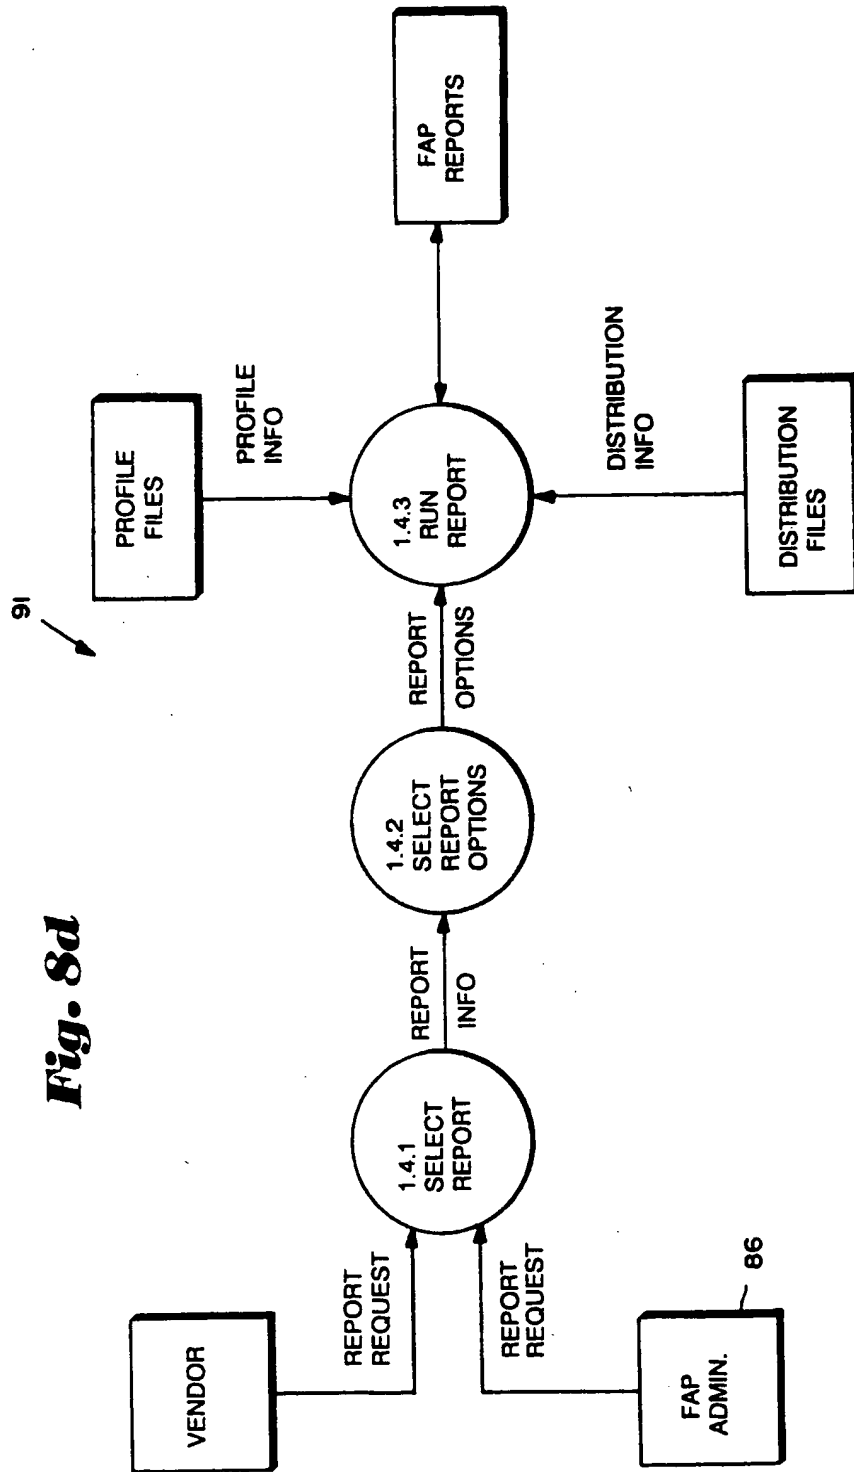 Fig. 8d
91
VENDOR
REPORT
REQUEST
FAP
ADMIN.
86
REPORT
REQUEST
1.4.1
SELECT
REPORT
REPORT
INFO
1.4.2
SELECT
REPORT
OPTIONS
REPORT
OPTIONS
PROFILE
FILES
PROFILE
INFO
1.4.3
RUN
REPORT
DISTRIBUTION
INFO
DISTRIBUTION
FILES
FAP
REPORTS